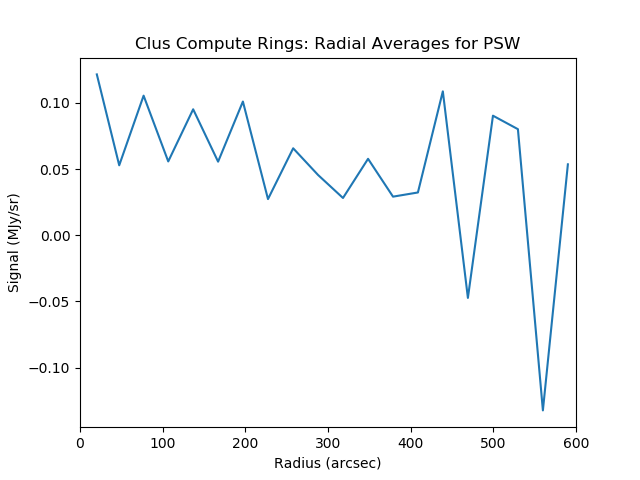 Clus Compute Rings: Radial Averages for PSW
Signal (MJy/sr)
0.10
0.05
0.00
−0.05
−0.10
0 100 200 300 400 500 600
Radius (arcsec)